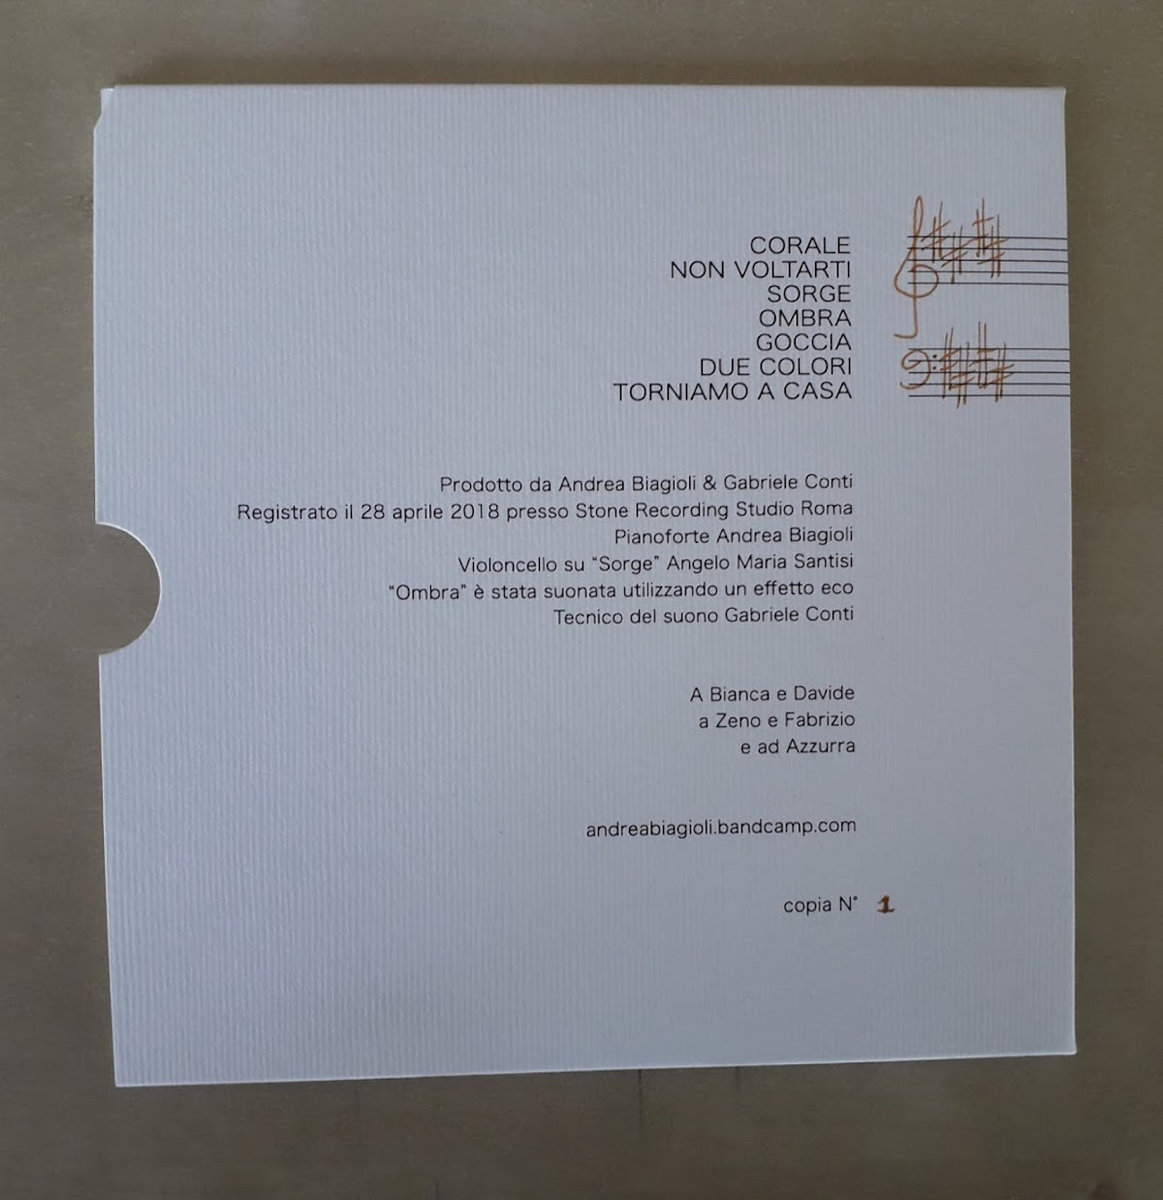 CORALE
NON VOLTARTI
SORGE
OMBRA
GOCCIA
DUE COLORI
TORNIAMO A CASA
Prodotto da Andrea Biagioli & Gabriele Conti
Registrato il 28 aprile 2018 presso Stone Recording Studio Roma
Pianoforte Andrea Biagioli
Violoncello su “Sorge” Angelo Maria Santisi
“Ombra” è stata suonata utilizzando un effetto eco
Tecnico del suono Gabriele Conti
A Bianca e Davide
a Zeno e Fabrizio
e ad Azzurra
andreabiagioli.bandcamp.com
copia N° 1